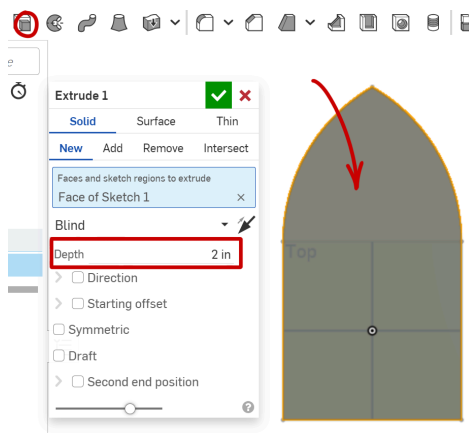 Extrude 1
Solid Surface Thin
New Add Remove Intersect
Faces and sketch regions to extrude
Face of Sketch 1
Blind
Depth 2 in
Direction
Starting offset
Symmetric
Draft
Second end position
Top